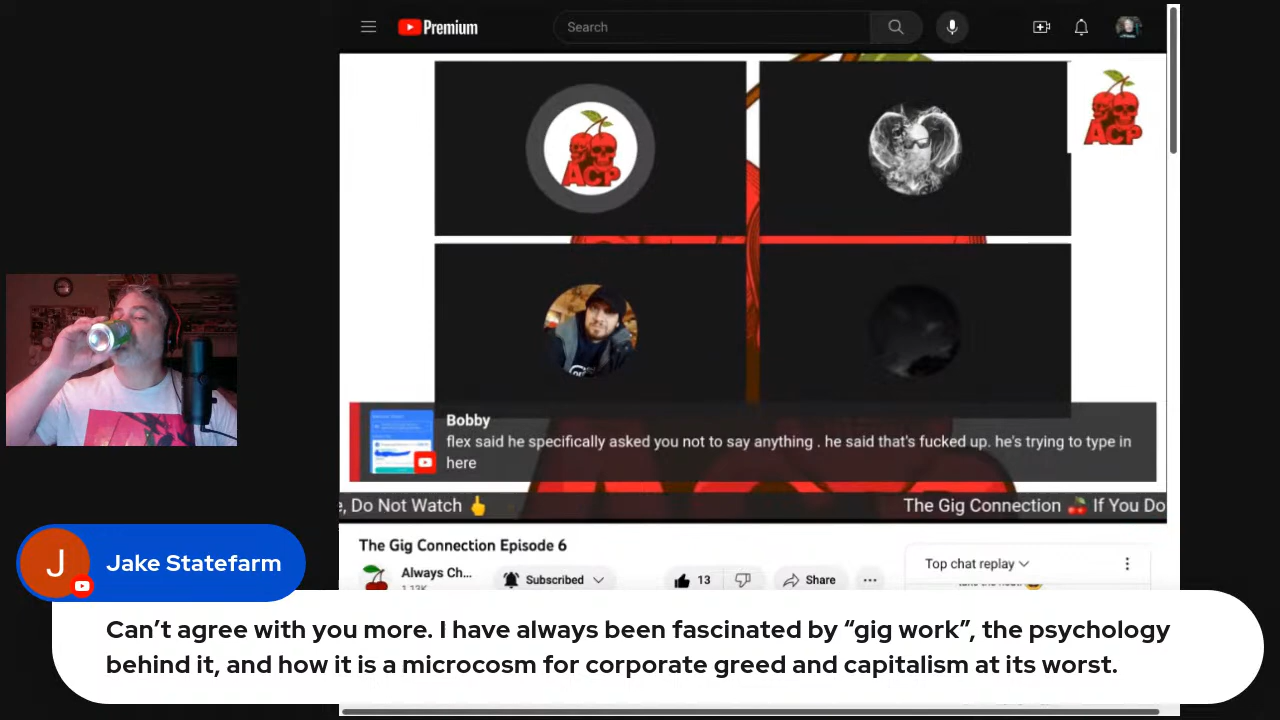 Premium
Search
ACP
ACP
Bobby
flex said he specifically asked you not to say anything . he said that's fucked up. he's trying to type in
here
e, Do Not Watch 🖕
The Gig Connection 🍒 If You Do
The Gig Connection Episode 6
Always Ch...
1.13K
Subscribed
13
Share
Top chat replay
J
Jake Statefarm
Can’t agree with you more. I have always been fascinated by “gig work”, the psychology
behind it, and how it is a microcosm for corporate greed and capitalism at its worst.